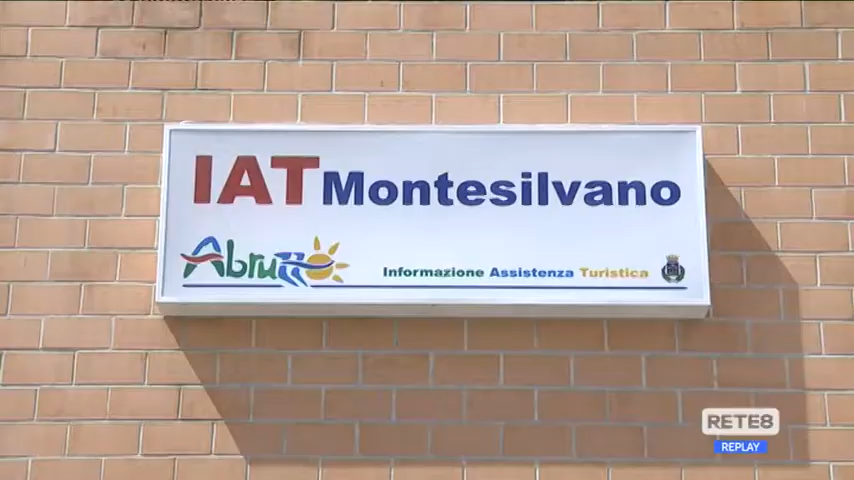 IAT Montesilvano
Abruzzo
Informazione Assistenza Turistica
RETE8
REPLAY